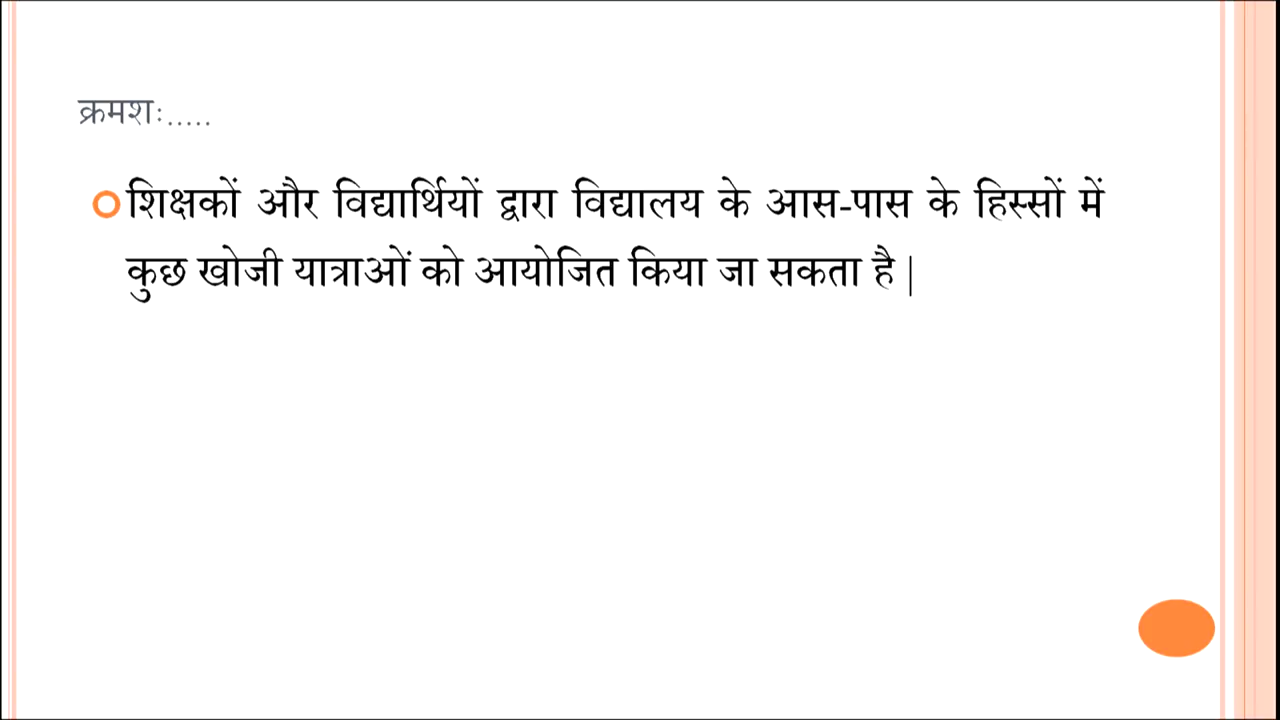 क्रमशः.....
शिक्षकों और विद्यार्थियों द्वारा विद्यालय के आस-पास के हिस्सों में
कुछ खोजी यात्राओं को आयोजित किया जा सकता है |